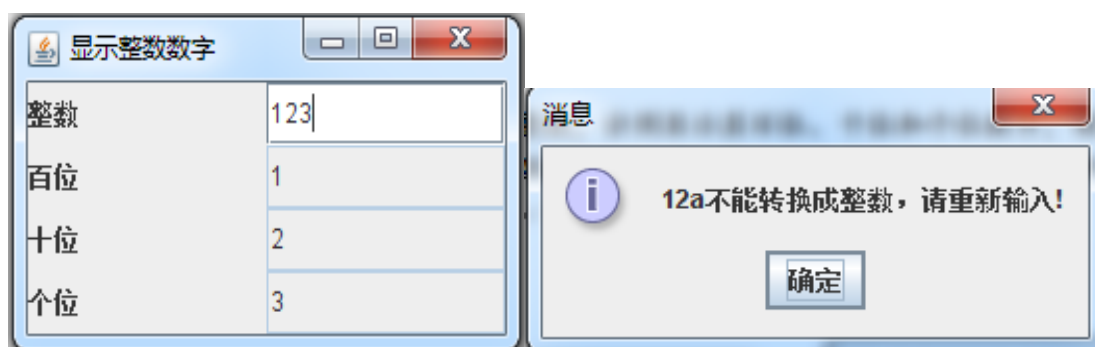 显示整数数字
整数 123
百位 1
十位 2
个位 3
消息
12a不能转换成整数，请重新输入!
确定